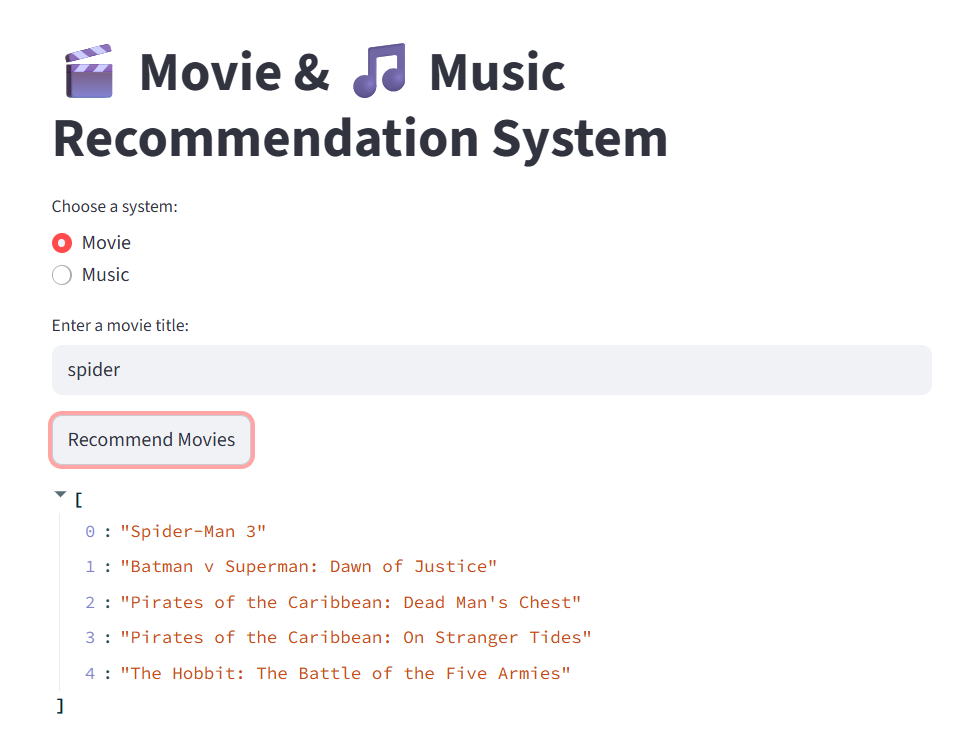 🎬 Movie & 🎵 Music
Recommendation System
Choose a system:
Movie
Music
Enter a movie title:
spider
Recommend Movies
[
0 : "Spider-Man 3"
1 : "Batman v Superman: Dawn of Justice"
2 : "Pirates of the Caribbean: Dead Man's Chest"
3 : "Pirates of the Caribbean: On Stranger Tides"
4 : "The Hobbit: The Battle of the Five Armies"
]